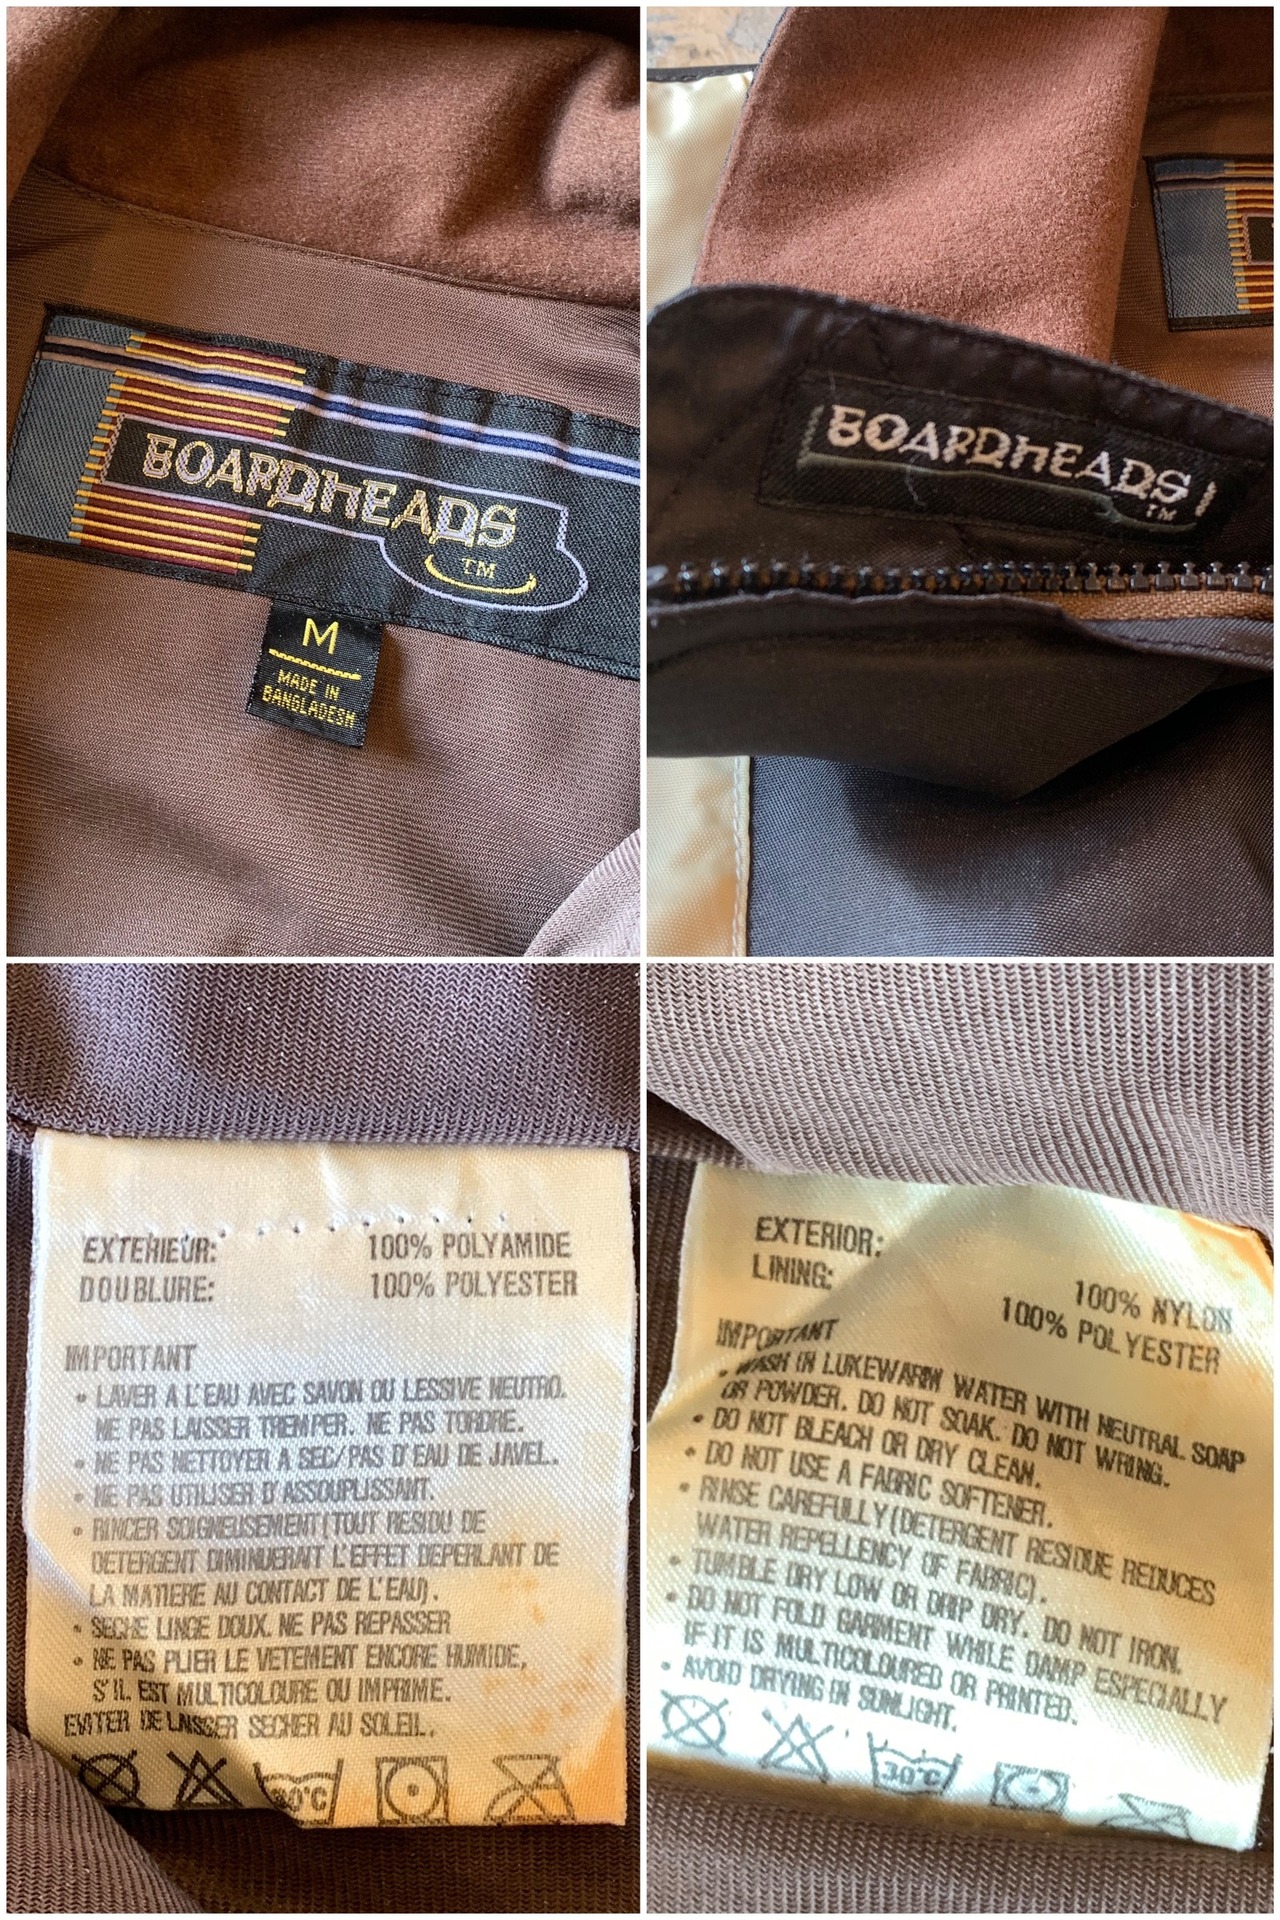 BOARDHEADS
TM
M
MADE IN
BANGLADESH
BOARDHEADS
TM
EXTERIEUR: 100% POLYAMIDE
DOUBLURE: 100% POLYESTER
IMPORTANT
• LAVER A L'EAU AVEC SAVON OU LESSIVE NEUTRO.
NE PAS LAISSER TREMPER. NE PAS TORDRE.
• NE PAS NETTOYER A SEC/PAS D'EAU DE JAVEL.
• NE PAS UTILISER D'ASSOUPLISSANT.
• RINCER SOIGNEUSEMENT(TOUT RESIDU DE
DETERGENT DIMINUERAIT L'EFFET DEPERLANT DE
LA MATIERE AU CONTACT DE L'EAU).
• SECHE LINGE DOUX. NE PAS REPASSER
• NE PAS PLIER LE VETEMENT ENCORE HUMIDE,
S'IL EST MULTICOLOURE OU IMPRIME.
EVITER DE LAISSER SECHER AU SOLEIL.
30°C
EXTERIOR: 100% NYLON
LINING: 100% POLYESTER
IMPORTANT
• WASH IN LUKEWARM WATER WITH NEUTRAL SOAP
OR POWDER. DO NOT SOAK. DO NOT WRING.
• DO NOT BLEACH OR DRY CLEAN.
• DO NOT USE A FABRIC SOFTENER.
• RINSE CAREFULLY(DETERGENT RESIDUE REDUCES
WATER REPELLENCY OF FABRIC).
• TUMBLE DRY LOW OR DRIP DRY. DO NOT IRON.
• DO NOT FOLD GARMENT WHILE DAMP ESPECIALLY
IF IT IS MULTICOLOURED OR PRINTED.
• AVOID DRYING IN SUNLIGHT.
30°C